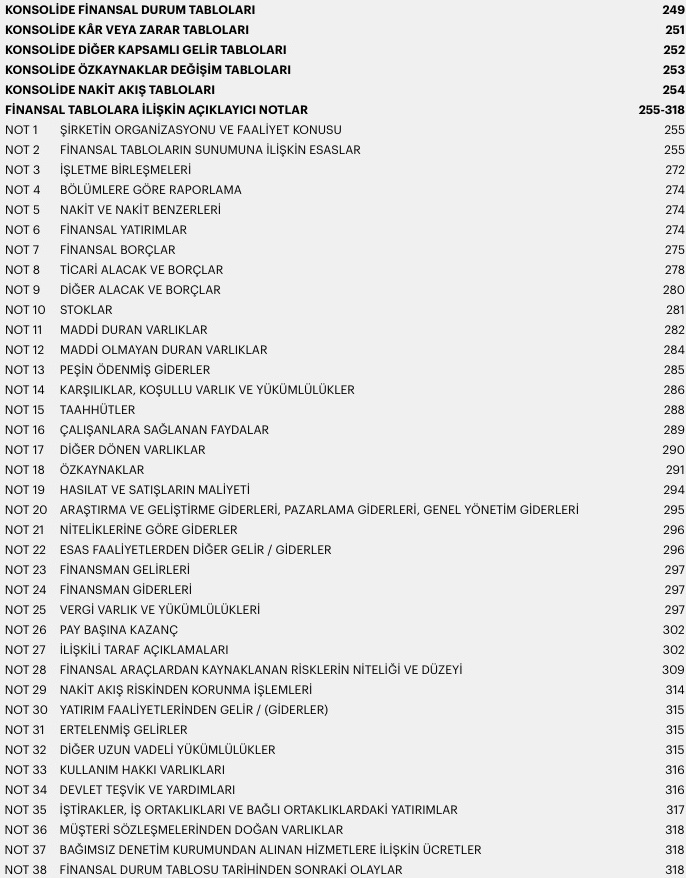 KONSOLİDE FİNANSAL DURUM TABLOLARI 249
KONSOLİDE KÂR VEYA ZARAR TABLOLARI 251
KONSOLİDE DİĞER KAPSAMLI GELİR TABLOLARI 252
KONSOLİDE ÖZKAYNAKLAR DEĞİŞİM TABLOLARI 253
KONSOLİDE NAKİT AKIŞ TABLOLARI 254
FİNANSAL TABLOLARA İLİŞKİN AÇIKLAYICI NOTLAR 255-318
NOT 1 ŞİRKETİN ORGANİZASYONU VE FAALİYET KONUSU 255
NOT 2 FİNANSAL TABLOLARIN SUNUMUNA İLİŞKİN ESASLAR 255
NOT 3 İŞLETME BİRLEŞMELERİ 272
NOT 4 BÖLÜMLERE GÖRE RAPORLAMA 274
NOT 5 NAKİT VE NAKİT BENZERLERİ 274
NOT 6 FİNANSAL YATIRIMLAR 274
NOT 7 FİNANSAL BORÇLAR 275
NOT 8 TİCARİ ALACAK VE BORÇLAR 278
NOT 9 DİĞER ALACAK VE BORÇLAR 280
NOT 10 STOKLAR 281
NOT 11 MADDİ DURAN VARLIKLAR 282
NOT 12 MADDİ OLMAYAN DURAN VARLIKLAR 284
NOT 13 PEŞİN ÖDENMİŞ GİDERLER 285
NOT 14 KARŞILIKLAR, KOŞULLU VARLIK VE YÜKÜMLÜLÜKLER 286
NOT 15 TAAHHÜTLER 288
NOT 16 ÇALIŞANLARA SAĞLANAN FAYDALAR 289
NOT 17 DİĞER DÖNEN VARLIKLAR 290
NOT 18 ÖZKAYNAKLAR 291
NOT 19 HASILAT VE SATIŞLARIN MALİYETİ 294
NOT 20 ARAŞTIRMA VE GELİŞTİRME GİDERLERİ, PAZARLAMA GİDERLERİ, GENEL YÖNETİM GİDERLERİ 295
NOT 21 NİTELİKLERİNE GÖRE GİDERLER 296
NOT 22 ESAS FAALİYETLERDEN DİĞER GELİR / GİDERLER 296
NOT 23 FİNANSMAN GELİRLERİ 297
NOT 24 FİNANSMAN GİDERLERİ 297
NOT 25 VERGİ VARLIK VE YÜKÜMLÜLÜKLERİ 297
NOT 26 PAY BAŞINA KAZANÇ 302
NOT 27 İLİŞKİLİ TARAF AÇIKLAMALARI 302
NOT 28 FİNANSAL ARAÇLARDAN KAYNAKLANAN RİSKLERİN NİTELİĞİ VE DÜZEYİ 309
NOT 29 NAKİT AKIŞ RİSKİNDEN KORUNMA İŞLEMLERİ 314
NOT 30 YATIRIM FAALİYETLERİNDEN GELİR / (GİDERLER) 315
NOT 31 ERTELENMİŞ GELİRLER 315
NOT 32 DİĞER UZUN VADELİ YÜKÜMLÜLÜKLER 315
NOT 33 KULLANIM HAKKI VARLIKLARI 316
NOT 34 DEVLET TEŞVİK VE YARDIMLARI 316
NOT 35 İŞTİRAKLER, İŞ ORTAKLIKLARI VE BAĞLI ORTAKLIKLARDAKİ YATIRIMLAR 317
NOT 36 MÜŞTERİ SÖZLEŞMELERİNDEN DOĞAN VARLIKLAR 318
NOT 37 BAĞIMSIZ DENETİM KURUMUNDAN ALINAN HİZMETLERE İLİŞKİN ÜCRETLER 318
NOT 38 FİNANSAL DURUM TABLOSU TARİHİNDEN SONRAKİ OLAYLAR 318